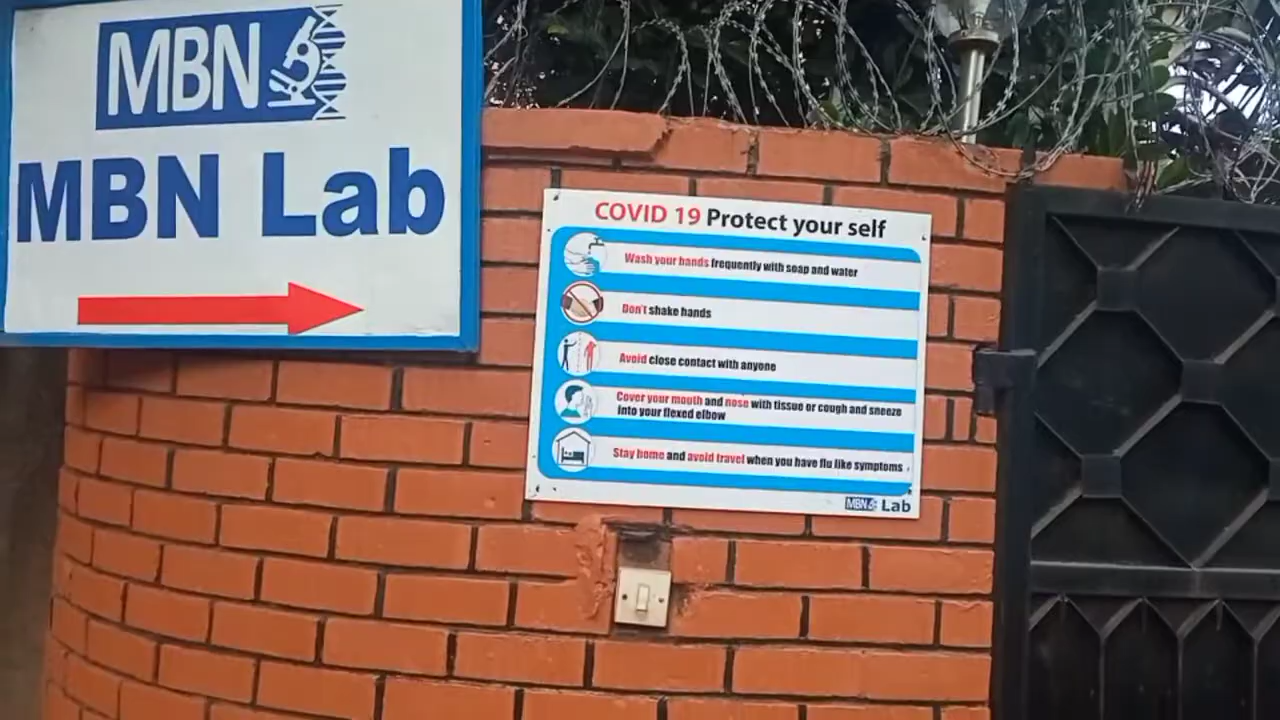 MBN
MBN Lab
COVID 19 Protect your self
Wash your hands frequently with soap and water
Don't shake hands
Avoid close contact with anyone
Cover your mouth and nose with tissue or cough and sneeze
into your flexed elbow
Stay home and avoid travel when you have flu like symptoms
MBN Lab